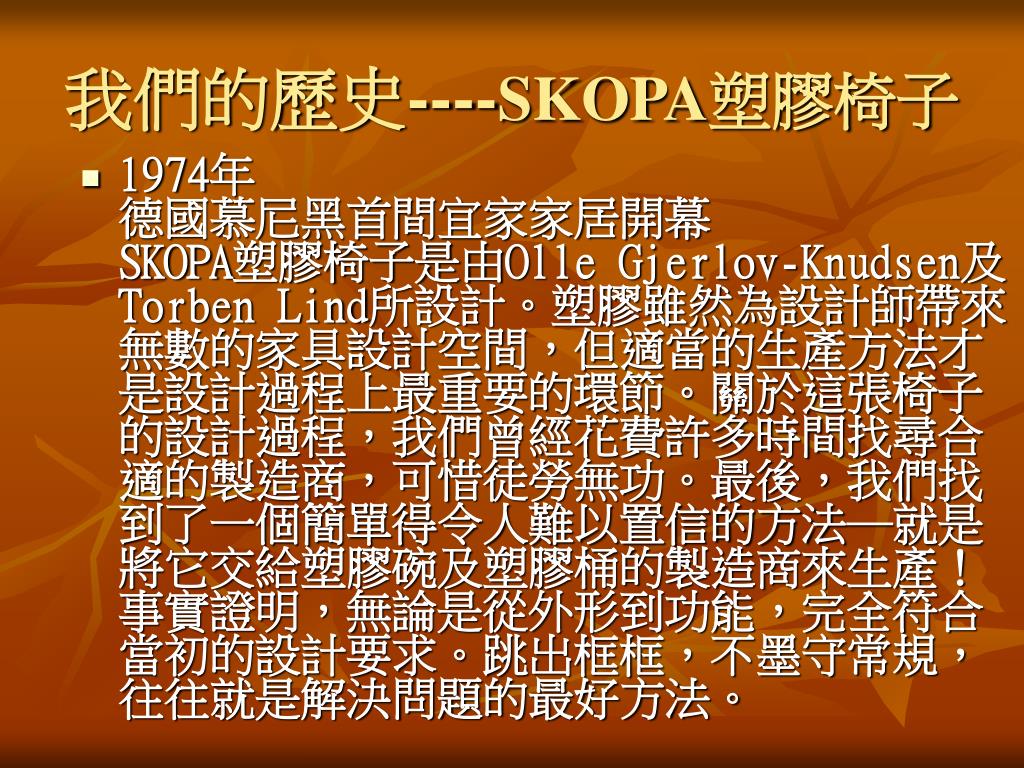 我們的歷史----SKOPA塑膠椅子
1974年
德國慕尼黑首間宜家家居開幕
SKOPA塑膠椅子是由Olle Gjerlov-Knudsen及
Torben Lind所設計。塑膠雖然為設計師帶來
無數的家具設計空間，但適當的生產方法才
是設計過程上最重要的環節。關於這張椅子
的設計過程，我們曾經花費許多時間找尋合
適的製造商，可惜徒勞無功。最後，我們找
到了一個簡單得令人難以置信的方法—就是
將它交給塑膠碗及塑膠桶的製造商來生產！
事實證明，無論是從外形到功能，完全符合
當初的設計要求。跳出框框，不墨守常規，
往往就是解決問題的最好方法。